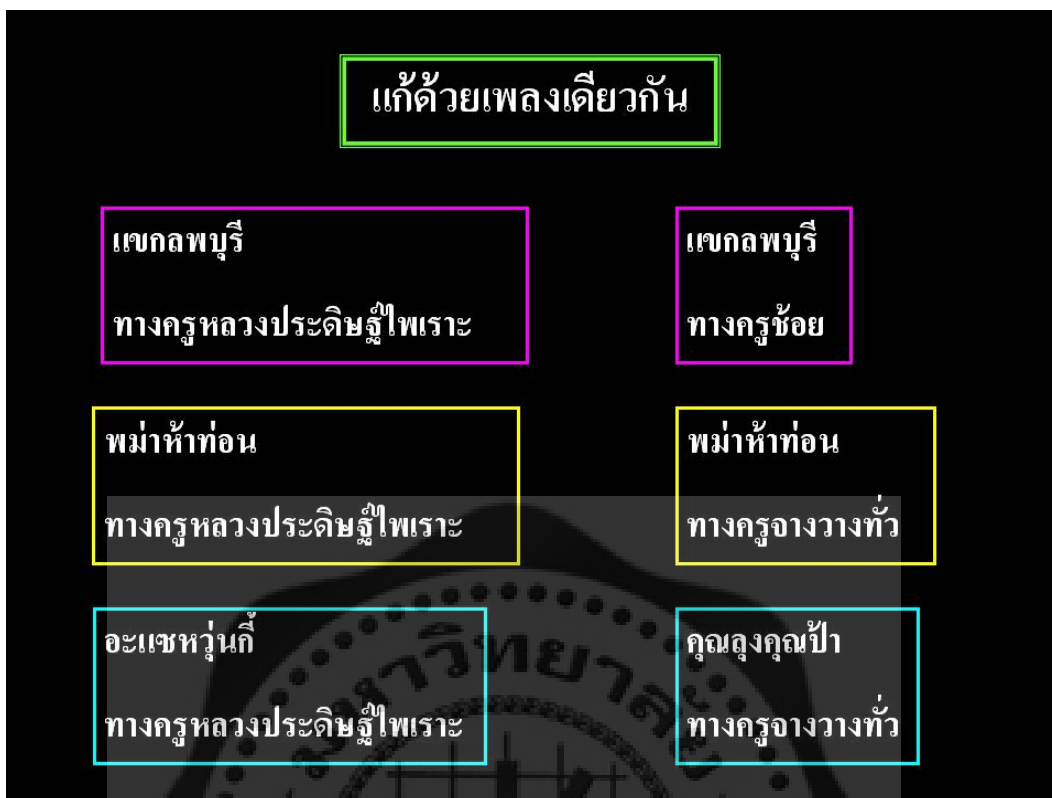 แก้ด้วยเพลงเดียวกัน
แขกลพบุรี
ทางครูหลวงประดิษฐ์ไพเราะ
แขกลพบุรี
ทางครูช้อย
พม่าห้าท่อน
ทางครูหลวงประดิษฐ์ไพเราะ
พม่าห้าท่อน
ทางครูจางวางทั่ว
อะแซหวุ่นกี้
ทางครูหลวงประดิษฐ์ไพเราะ
คุณลุงคุณป้า
ทางครูจางวางทั่ว